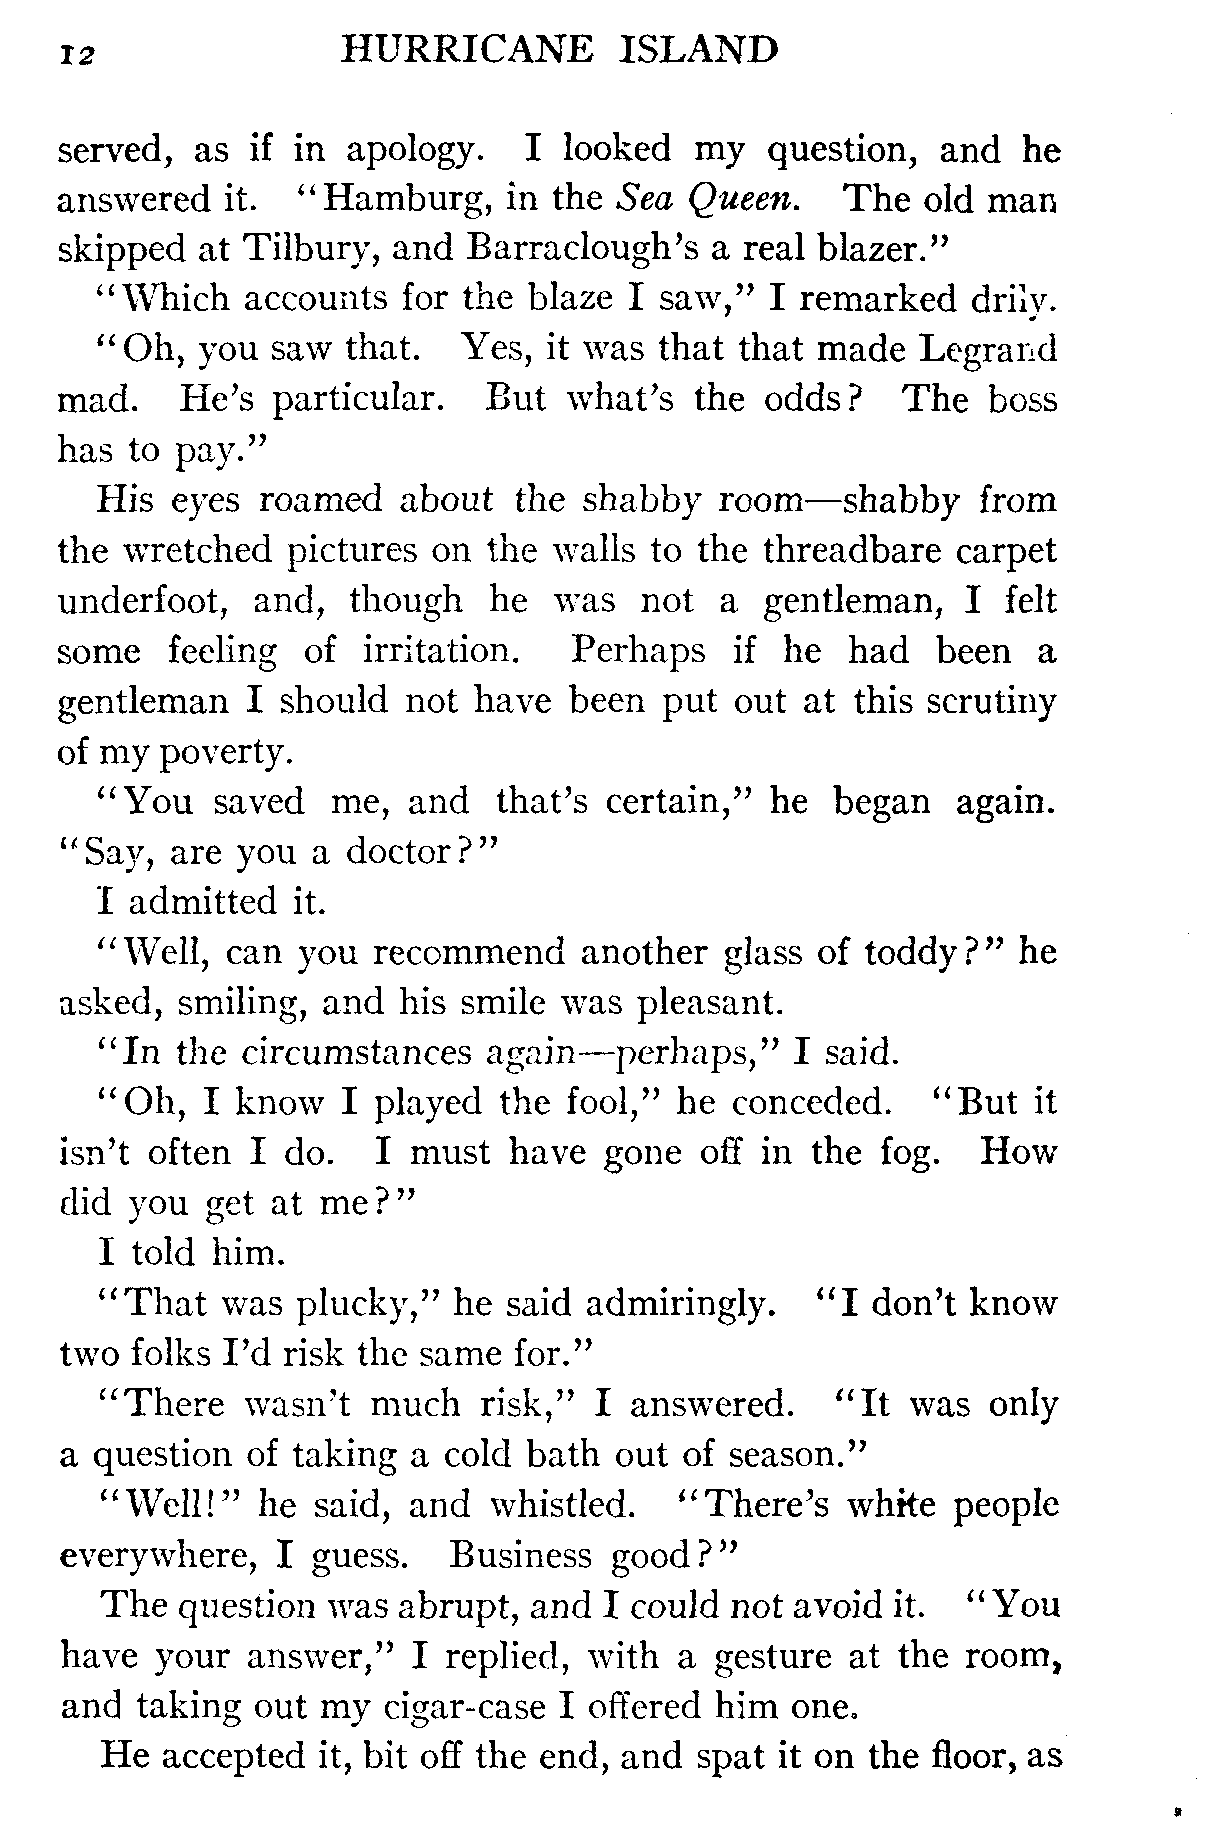 12 HURRICANE ISLAND
served, as if in apology. I looked my question, and he
answered it. "Hamburg, in the Sea Queen. The old man
skipped at Tilbury, and Barraclough's a real blazer."
"Which accounts for the blaze I saw," I remarked drily.
"Oh, you saw that. Yes, it was that that made Legrand
mad. He's particular. But what's the odds? The boss
has to pay."
His eyes roamed about the shabby room—shabby from
the wretched pictures on the walls to the threadbare carpet
underfoot, and, though he was not a gentleman, I felt
some feeling of irritation. Perhaps if he had been a
gentleman I should not have been put out at this scrutiny
of my poverty.
"You saved me, and that's certain," he began again.
"Say, are you a doctor?"
I admitted it.
"Well, can you recommend another glass of toddy?" he
asked, smiling, and his smile was pleasant.
"In the circumstances again—perhaps," I said.
"Oh, I know I played the fool," he conceded. "But it
isn't often I do. I must have gone off in the fog. How
did you get at me?"
I told him.
"That was plucky," he said admiringly. "I don't know
two folks I'd risk the same for."
"There wasn't much risk," I answered. "It was only
a question of taking a cold bath out of season."
"Well!" he said, and whistled. "There's white people
everywhere, I guess. Business good?"
The question was abrupt, and I could not avoid it. "You
have your answer," I replied, with a gesture at the room,
and taking out my cigar-case I offered him one.
He accepted it, bit off the end, and spat it on the floor, as